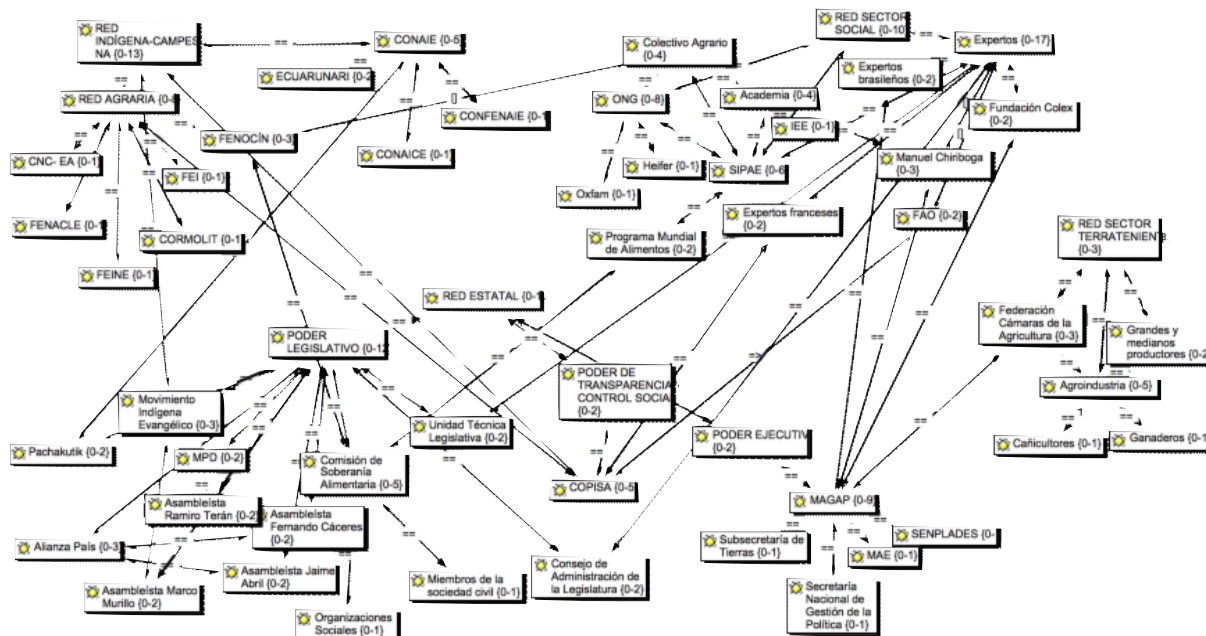 RED
INDÍGENA-CAMPES
NA {0-13}
CONAIE {0-5
ECUARUNARI {0-2
RED AGRARIA {0-8
CONFENAIE {0-1
FENOCÍN {0-3}
CONAICE {0-1
CNC- EA {0-1}
FEI {0-1}
FENACLE {0-1
CORMOLIT {0-1
FEINE {0-1
Colectivo Agrario
{0-4}
RED SECTOR
SOCIAL {0-10
Expertos {0-17}
Expertos
brasileños {0-2}
ONG {0-8}
Academia {0-4}
Fundación Colex
{0-2}
IEE {0-1}
Heifer {0-1}
SIPAE {0-6
Manuel Chiriboga
{0-3}
Oxfam {0-1}
Expertos franceses
{0-2}
FAO {0-2}
Programa Mundial
de Alimentos {0-2}
RED SECTOR
TERRATENIENTE
{0-3}
RED ESTATAL {0-1
Federación
Cámaras de la
Agricultura {0-3}
Grandes y
medianos
productores {0-2
PODER
LEGISLATIVO {0-12
PODER DE
TRANSPARENCIA
CONTROL SOCIA
{0-2}
Agroindustria {0-5}
Movimiento
Indígena
Evangélico {0-3}
Unidad Técnica
Legislativa {0-2}
PODER EJECUTIV
{0-2}
Cañicultores {0-1}
Ganaderos {0-1
Pachakutik {0-2}
MPD {0-2}
Comisión de
Soberanía
Alimentaria {0-5}
COPISA {0-5
MAGAP {0-9}
Asambleísta
Ramiro Terán {0-2
Asambleísta
Fernando Cáceres
{0-2}
Subsecretaría de
Tierras {0-1}
SENPLADES {0-
MAE {0-1}
Alianza País {0-3
Asambleísta Jaime
Abril {0-2}
Asambleísta Marco
Murillo {0-2}
Miembros de la
sociedad civil {0-1}
Consejo de
Administración de
la Legislatura {0-2}
Secretaría
Nacional de
Gestión de la
Política {0-1}
Organizaciones
Sociales {0-1}